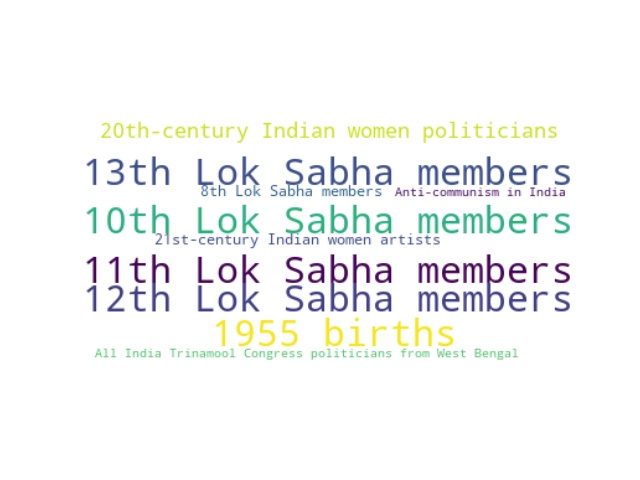 20th-century Indian women politicians
13th Lok Sabha members
8th Lok Sabha members Anti-communism in India
10th Lok Sabha members
21st-century Indian women artists
11th Lok Sabha members
12th Lok Sabha members
1955 births
All India Trinamool Congress politicians from West Bengal